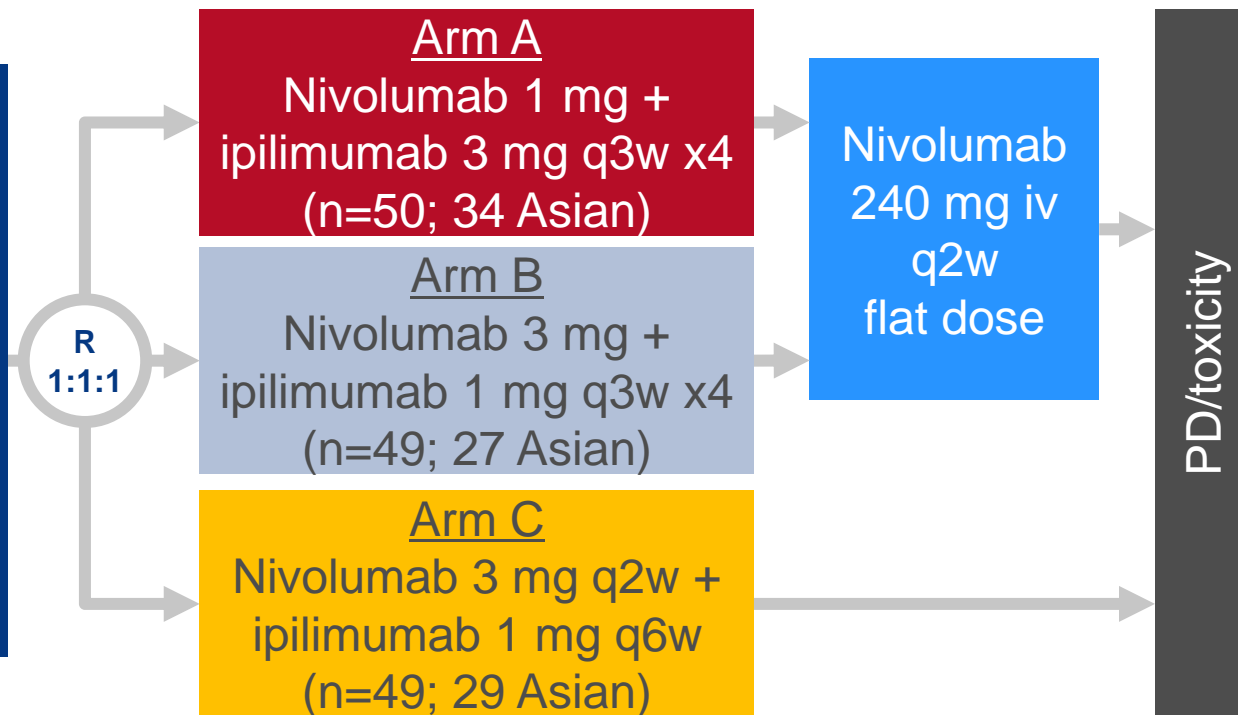 R
1:1:1
Arm A
Nivolumab 1 mg +
ipilimumab 3 mg q3w x4
(n=50; 34 Asian)
Arm B
Nivolumab 3 mg +
ipilimumab 1 mg q3w x4
(n=49; 27 Asian)
Arm C
Nivolumab 3 mg q2w +
ipilimumab 1 mg q6w
(n=49; 29 Asian)
Nivolumab
240 mg iv
q2w
flat dose
PD/toxicity